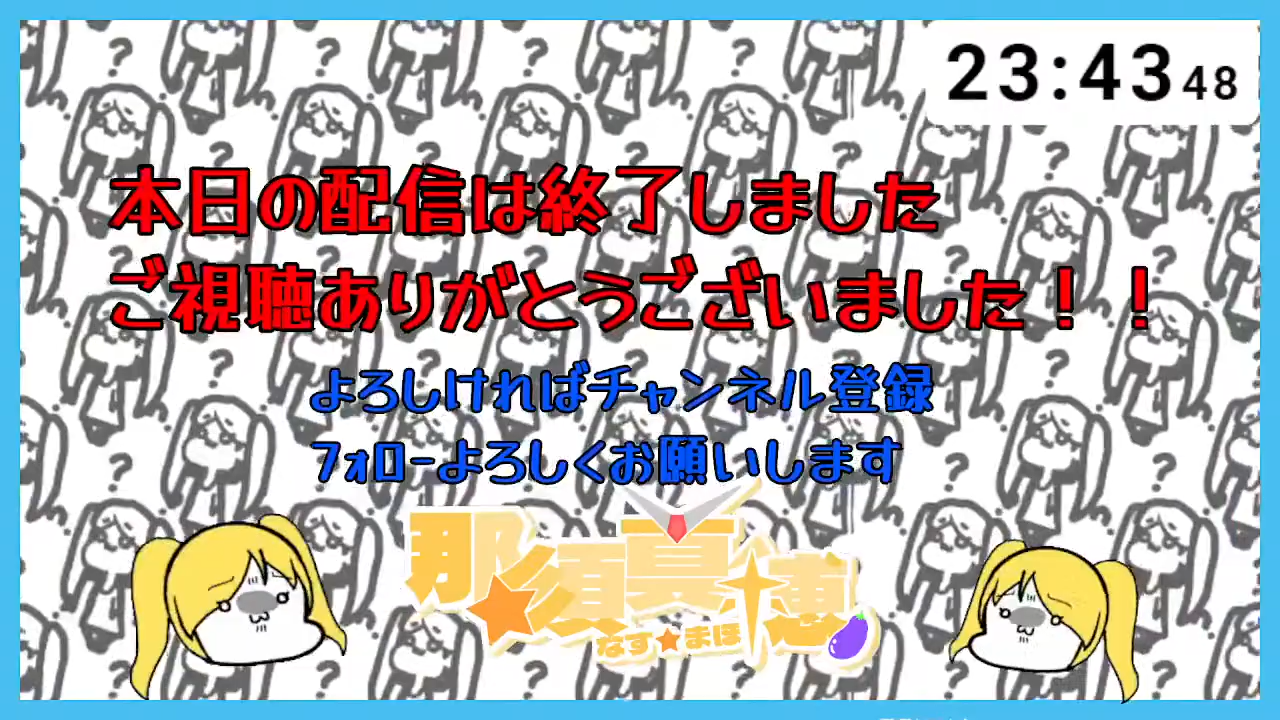 23:43 48
本日の配信は終了しました
ご視聴ありがとうございました！！
よろしければチャンネル登録
ﾌｫﾛｰよろしくお願いします
那須真恵
なす★まほ